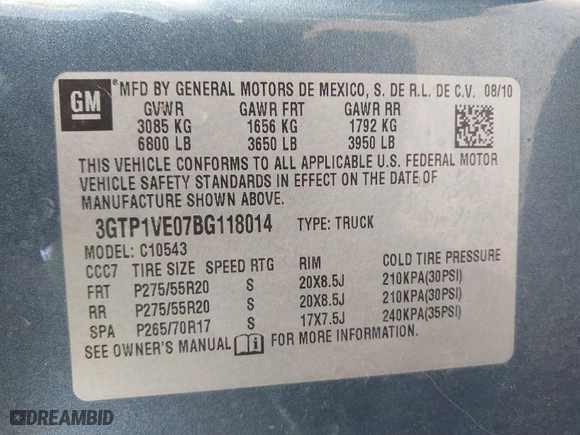 GM ®MFD BY GENERAL MOTORS DE MEXICO, S. DE R.L. DE C.V. 08/10
GVWR GAWR FRT GAWR RR
3085 KG 1656 KG 1792 KG
6800 LB 3650 LB 3950 LB
THIS VEHICLE CONFORMS TO ALL APPLICABLE U.S. FEDERAL MOTOR
VEHICLE SAFETY STANDARDS IN EFFECT ON THE DATE OF
MANUFACTURE SHOWN ABOVE.
3GTP1VE07BG118014 TYPE: TRUCK
MODEL: C10543
CCC7 TIRE SIZE SPEED RTG RIM COLD TIRE PRESSURE
FRT P275/55R20 S 20X8.5J 210KPA(30PSI)
RR P275/55R20 S 20X8.5J 210KPA(30PSI)
SPA P265/70R17 S 17X7.5J 240KPA(35PSI)
SEE OWNER'S MANUAL i FOR MORE INFORMATION.
DREAMBID